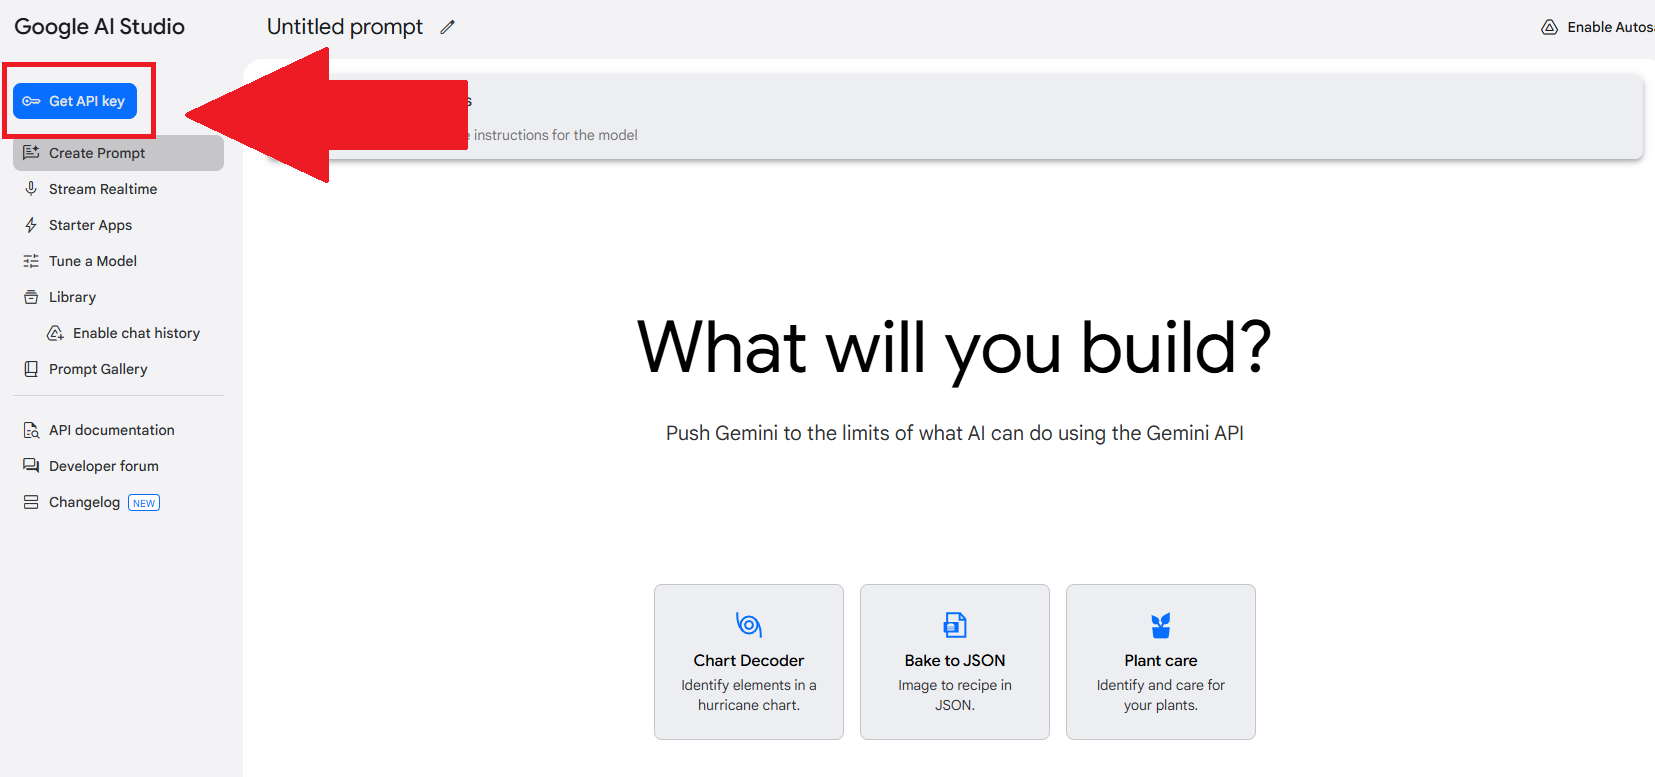 Google AI Studio
Untitled prompt
Enable Autosa
Get API key
s
instructions for the model
Create Prompt
Stream Realtime
Starter Apps
Tune a Model
Library
Enable chat history
Prompt Gallery
API documentation
Developer forum
Changelog NEW
What will you build?
Push Gemini to the limits of what AI can do using the Gemini API
Chart Decoder
Identify elements in a
hurricane chart.
Bake to JSON
Image to recipe in
JSON.
Plant care
Identify and care for
your plants.